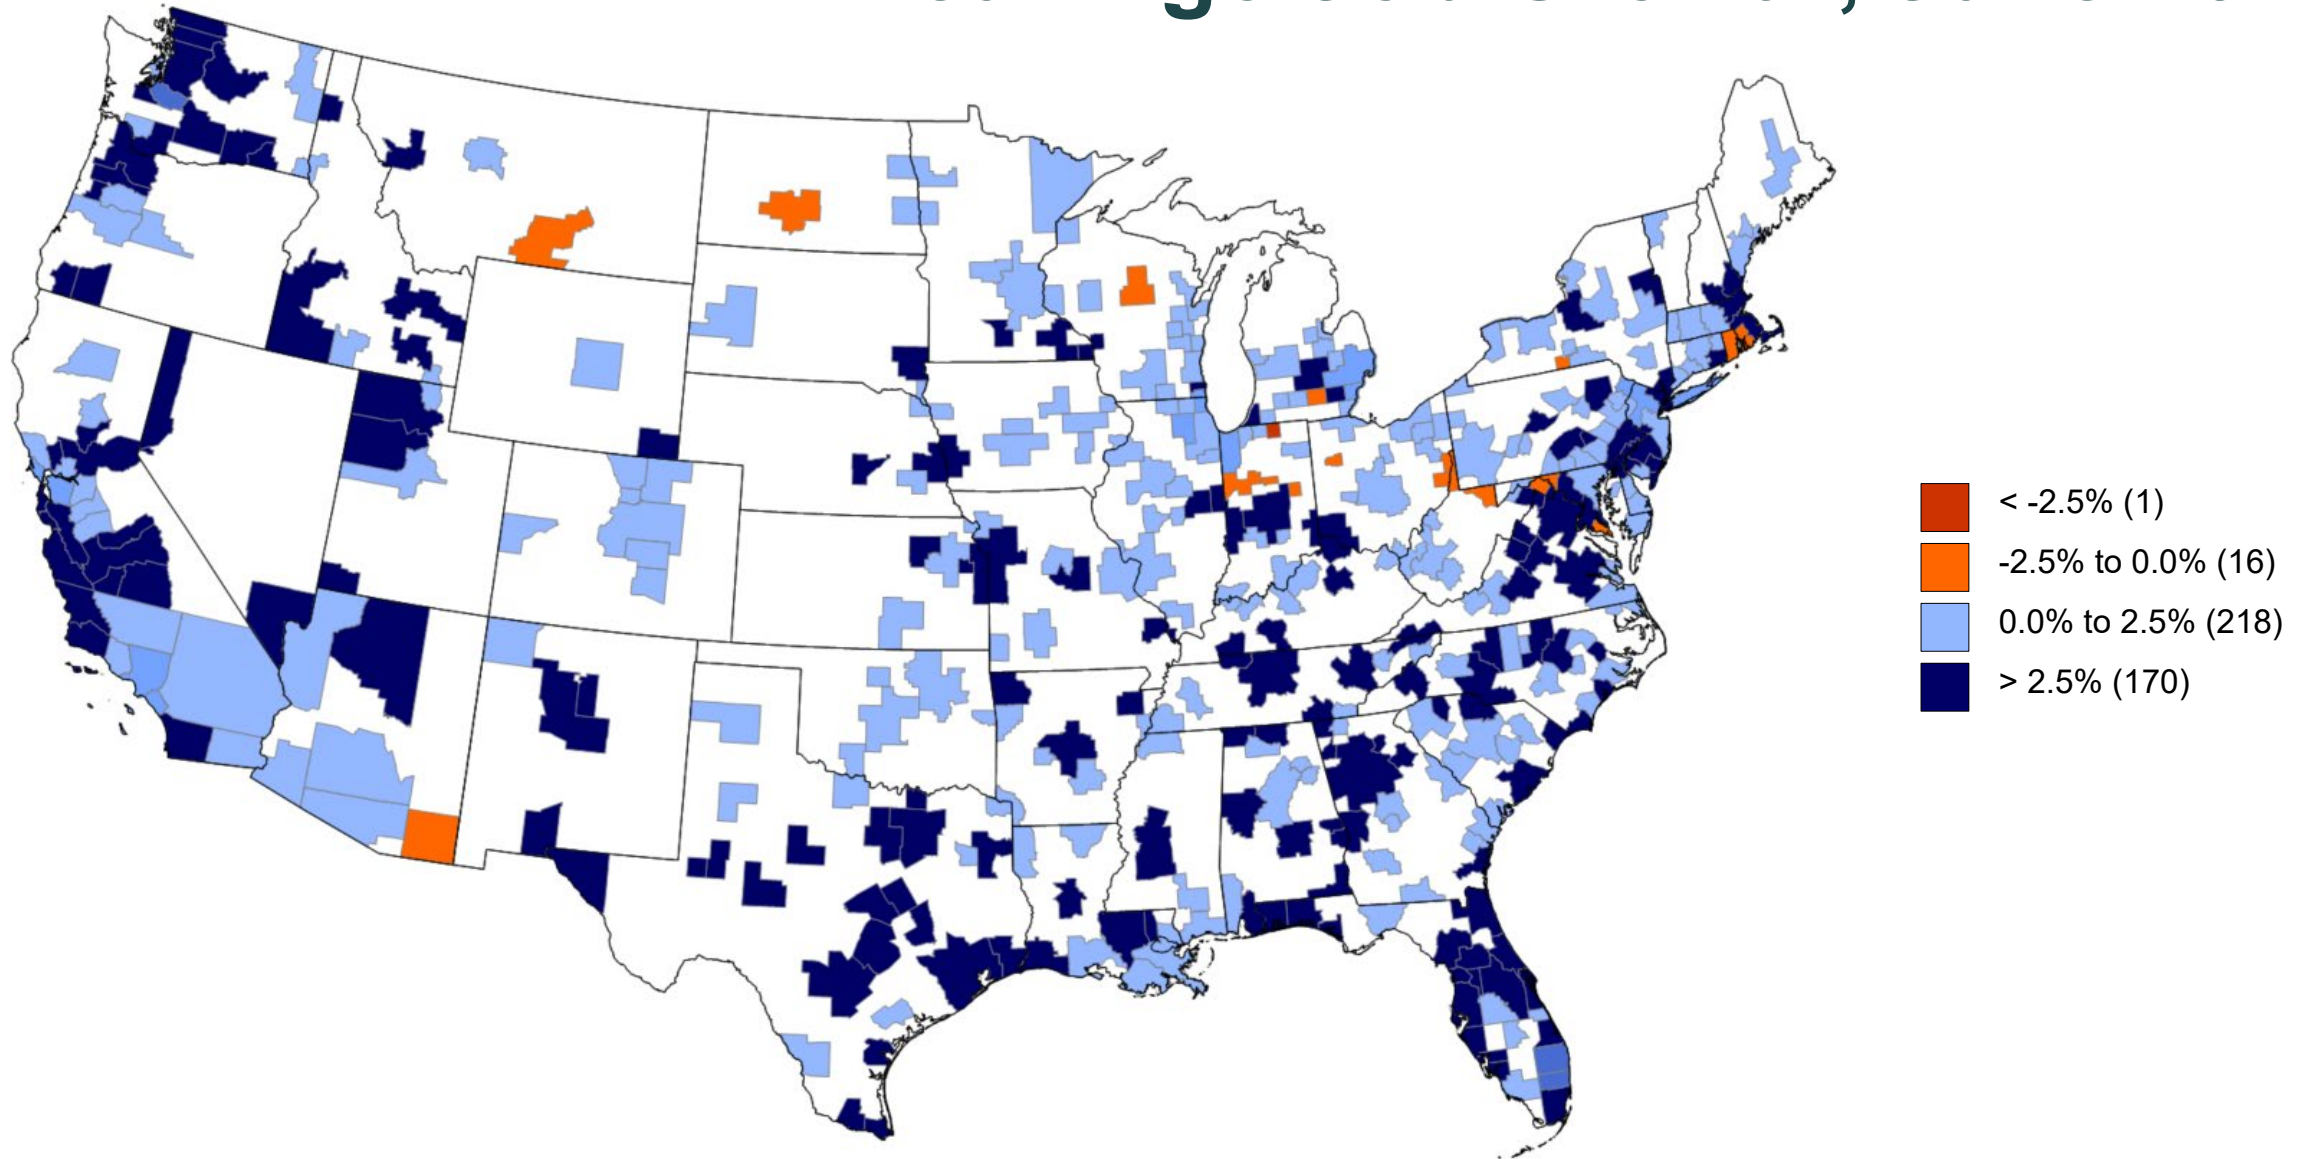 < -2.5% (1)
-2.5% to 0.0% (16)
0.0% to 2.5% (218)
> 2.5% (170)